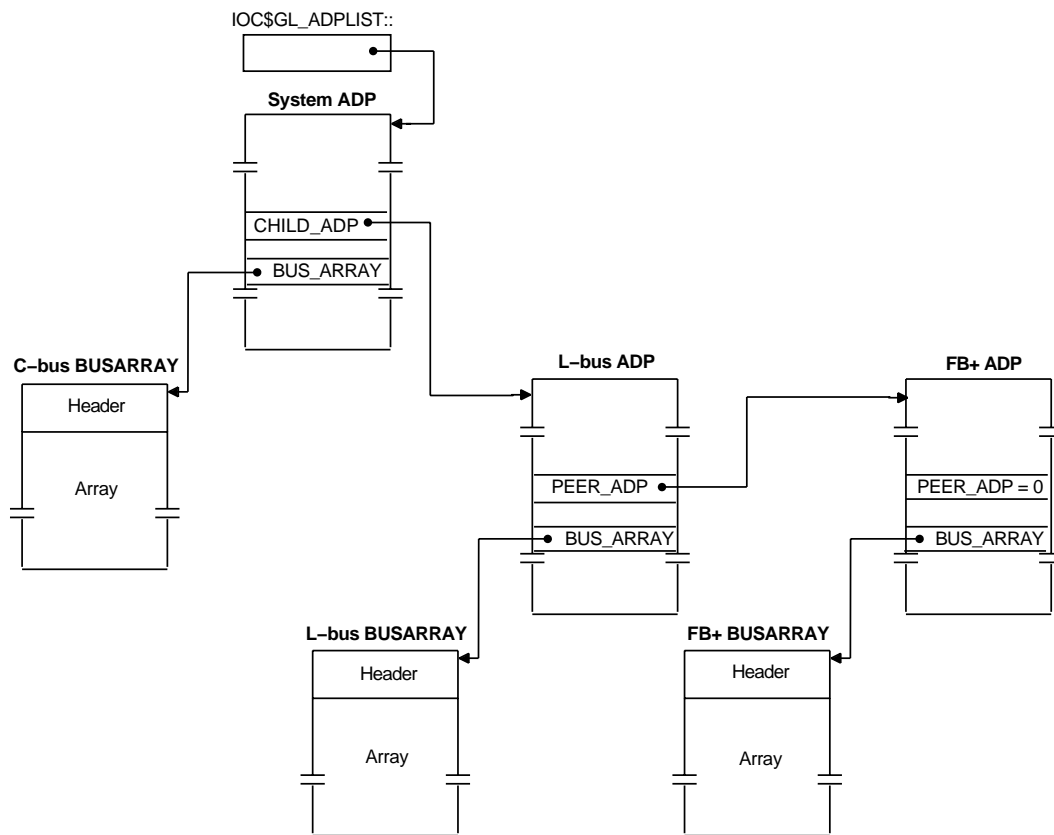 IOC$GL_ADPLIST::
System ADP
CHILD_ADP
BUS_ARRAY
C–bus BUSARRAY
Header
Array
L–bus ADP
PEER_ADP
BUS_ARRAY
FB+ ADP
PEER_ADP = 0
BUS_ARRAY
L–bus BUSARRAY
Header
Array
FB+ BUSARRAY
Header
Array